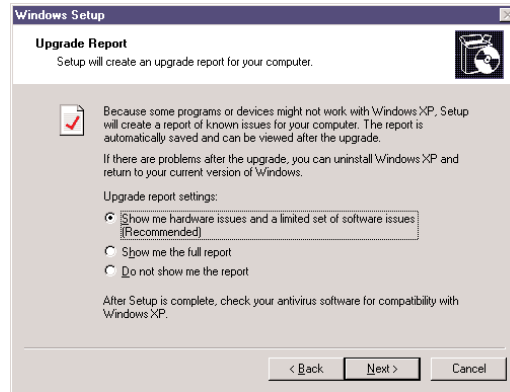 Windows Setup
Upgrade Report
Setup will create an upgrade report for your computer.
Because some programs or devices might not work with Windows XP, Setup
will create a report of known issues for your computer. The report is
automatically saved and can be viewed after the upgrade.
If there are problems after the upgrade, you can uninstall Windows XP and
return to your current version of Windows.
Upgrade report settings:
Show me hardware issues and a limited set of software issues
(Recommended)
Show me the full report
Do not show me the report
After Setup is complete, check your antivirus software for compatibility with
Windows XP.
< Back Next > Cancel